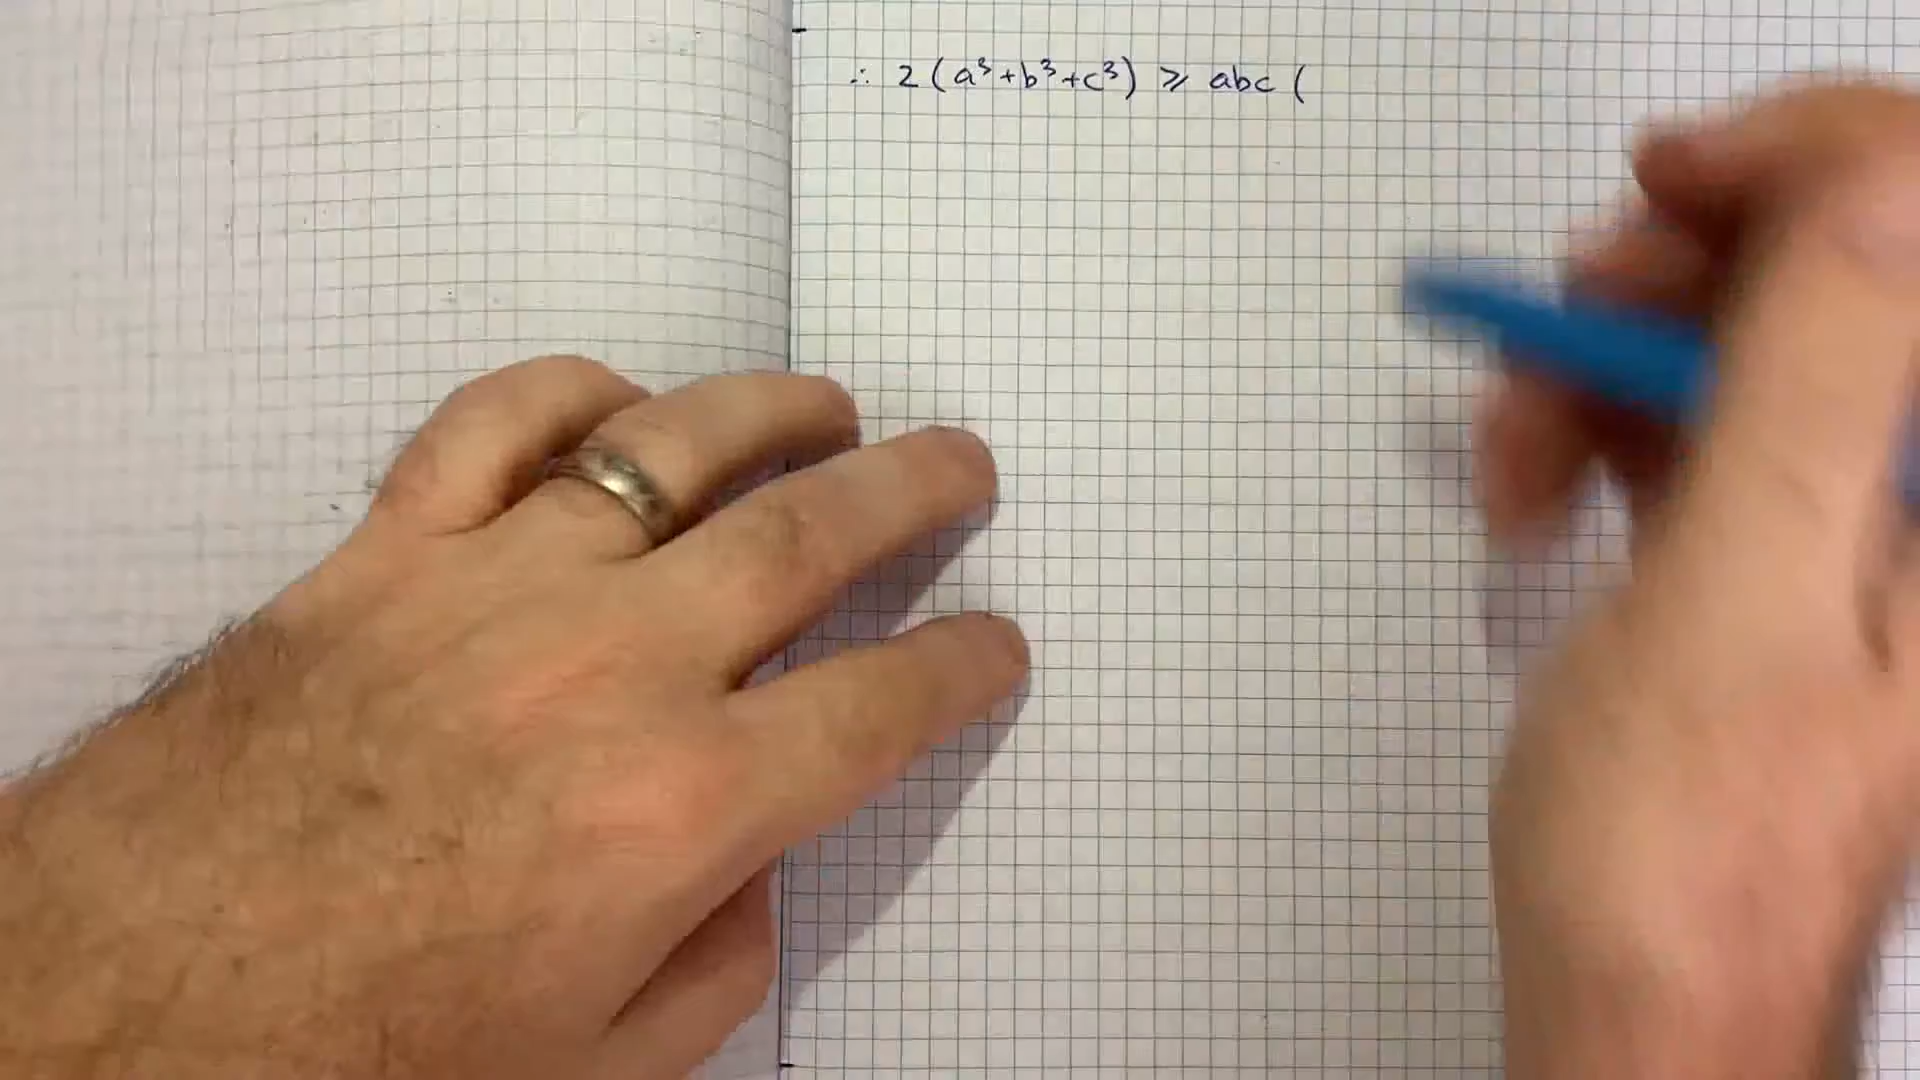 ∴ 2(a³+b³+c³) ⩾ abc (